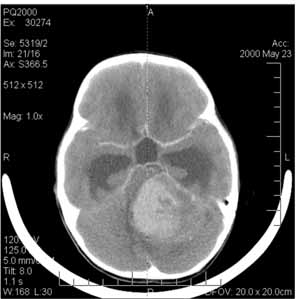 PQ2000
Ex: 30274
A
Acc:
2000 May 23
Se: 5319/2
Im: 21/16
Ax: S366.5
512 x 512
Mag: 1.0x
R
L
120. V
125.0
5.0 mm
Tilt: 8.0
1.1 s
W:168 L:30
P
FOV: 20.0 x 20.0cm